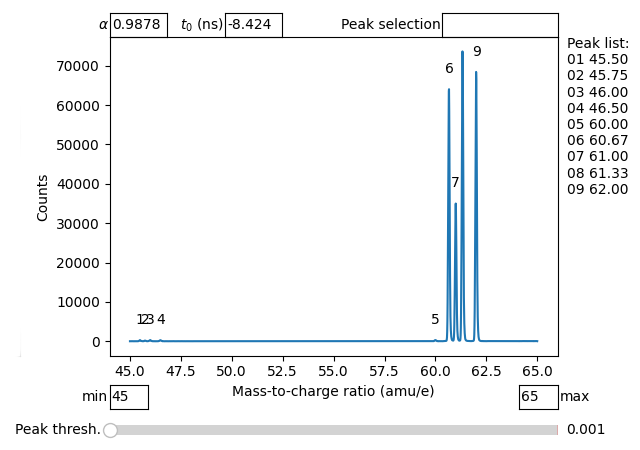 α 0.9878 t₀ (ns) -8.424 Peak selection
Peak list:
01 45.50
02 45.75
03 46.00
04 46.50
05 60.00
06 60.67
07 61.00
08 61.33
09 62.00
Counts
70000
60000
50000
40000
30000
20000
10000
0
1 2 3 4 5 6 7 9
45.0 47.5 50.0 52.5 55.0 57.5 60.0 62.5 65.0
Mass-to-charge ratio (amu/e)
min 45 65 max
Peak thresh. 0.001